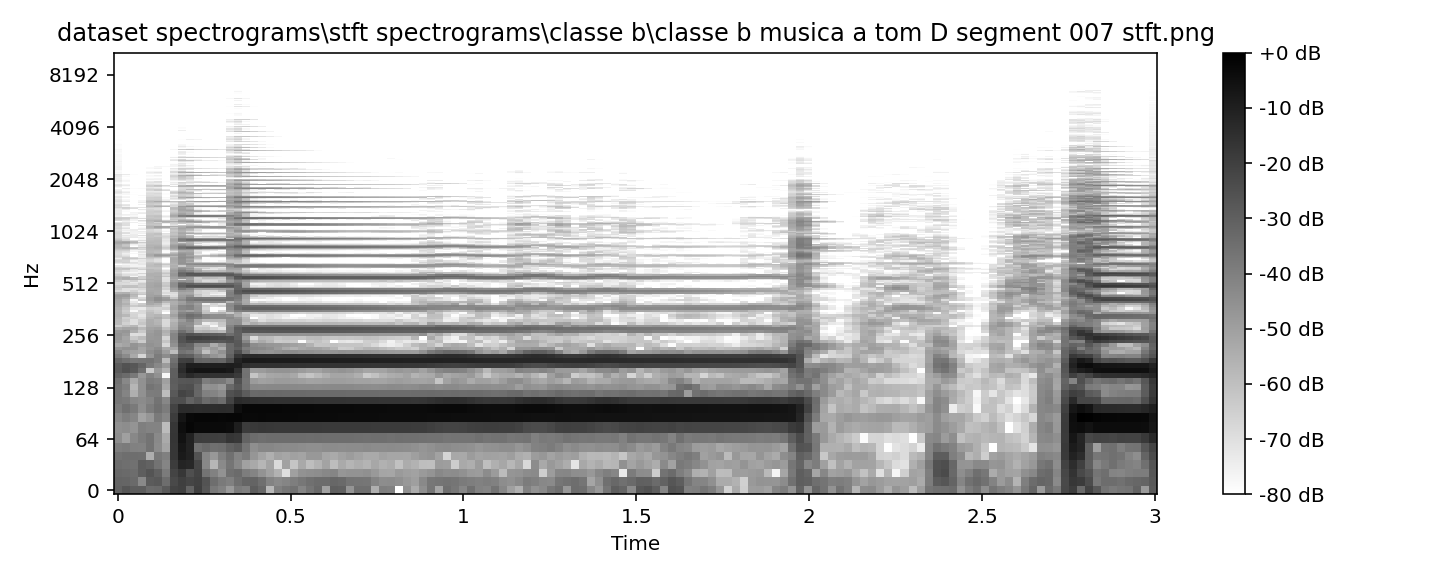 dataset spectrograms\stft spectrograms\classe b\classe b musica a tom D segment 007 stft.png
8192
4096
2048
1024
512
256
128
64
0
Hz
0
0.5
1
1.5
2
2.5
3
Time
+0 dB
-10 dB
-20 dB
-30 dB
-40 dB
-50 dB
-60 dB
-70 dB
-80 dB